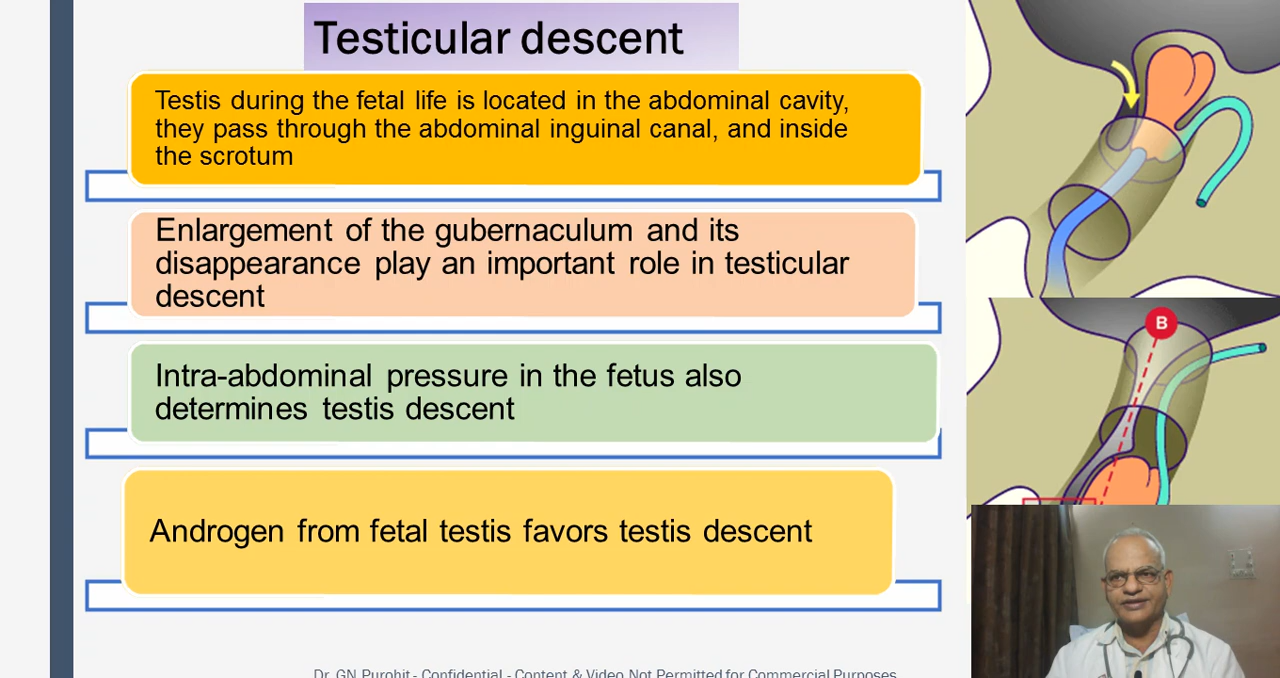 Testicular descent
Testis during the fetal life is located in the abdominal cavity,
they pass through the abdominal inguinal canal, and inside
the scrotum
Enlargement of the gubernaculum and its
disappearance play an important role in testicular
descent
Intra-abdominal pressure in the fetus also
determines testis descent
Androgen from fetal testis favors testis descent
B
Dr. GN Purohit - Confidential - Content & Video Not Permitted for Commercial Purposes